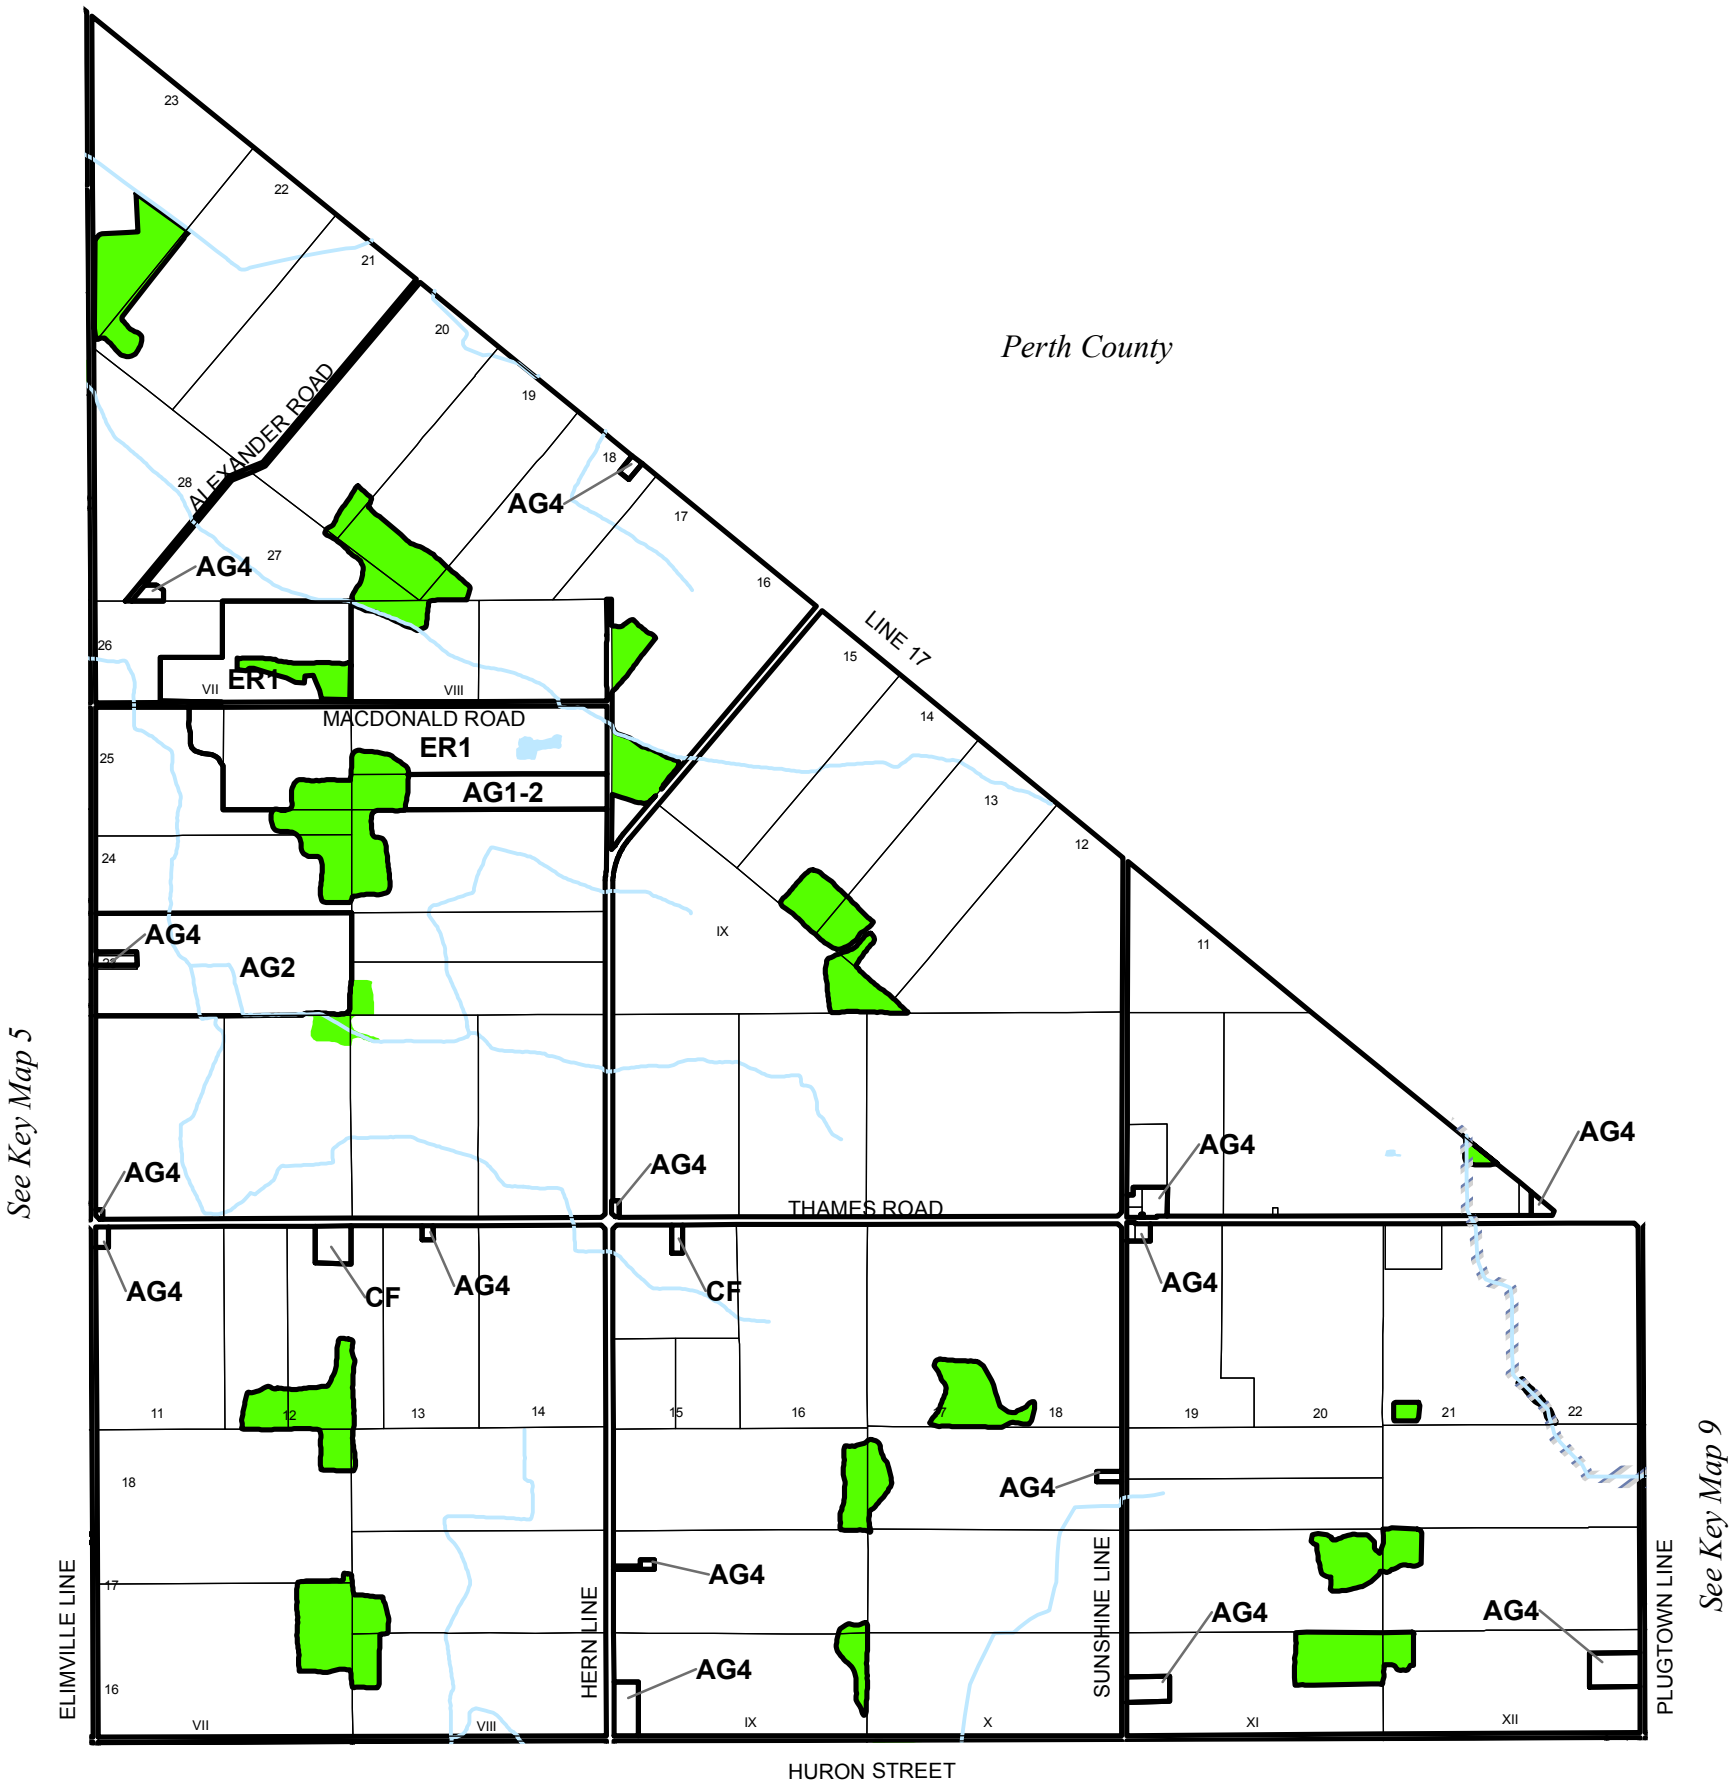 23
22
21
20
Perth County
19
ALEXANDER ROAD
18
28
AG4
17
27
AG4
16
LINE 17
26
15
ER1
VII
VIII
14
MACDONALD ROAD
ER1
25
AG1-2
13
12
24
IX
11
AG4
AG2
See Key Map 5
AG4
AG4
AG4
AG4
THAMES ROAD
AG4
CF
AG4
CF
AG4
11
12
13
14
15
16
17
18
19
20
21
22
See Key Map 9
18
AG4
17
AG4
ELIMVILLE LINE
HERN LINE
SUNSHINE LINE
PLUGTOWN LINE
AG4
AG4
AG4
16
VII
VIII
IX
X
XI
XII
HURON STREET